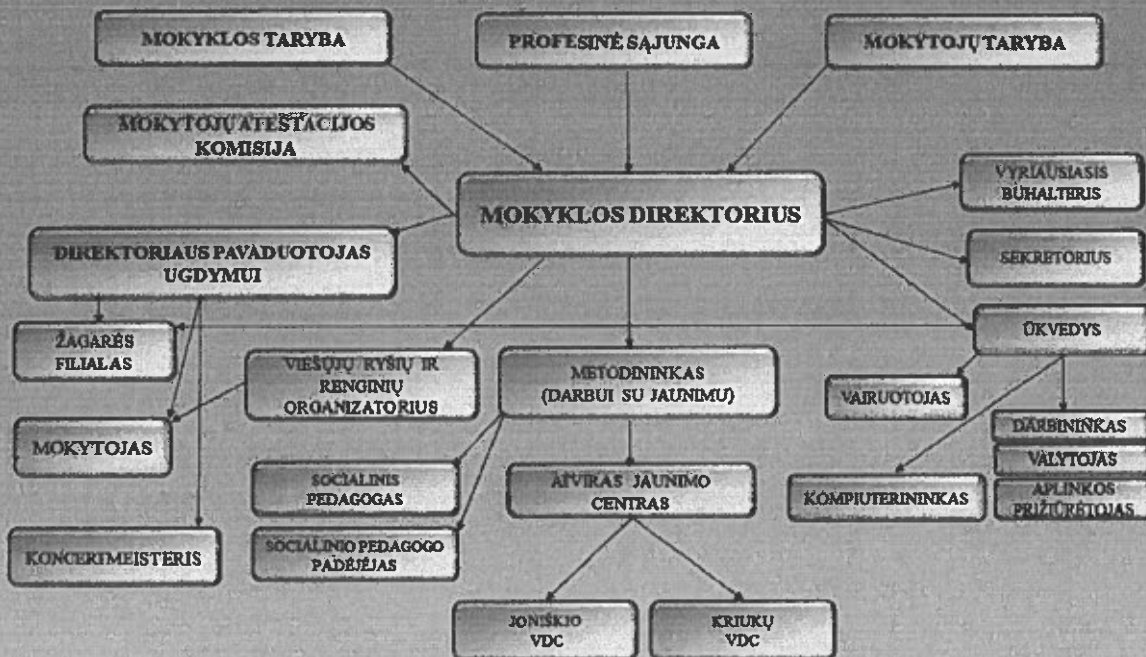 MOKYKLOS TARYBA
PROFESINĖ SĄJUNGA
MOKYTOJŲ TARYBA
MOKYTOJŲ ATESTACIJOS
KOMISIJA
VYRIAUSIASIS
BUHALTERIS
MOKYKLOS DIREKTORIUS
DIREKTORIAUS PAVADUOTOJAS
UGDYMUI
SEKRETORIUS
ŽAGARĖS
FILIALAS
ŪKVEDYS
VIEŠŲJŲ RYŠIŲ IR
RENGINIŲ
ORGANIZATORIUS
METODININKAS
(DARBUI SU JAUNIMU)
VAIRUOTOJAS
MOKYTOJAS
DARBININKAS
VALYTOJAS
SOCIALINIS
PEDAGOGAS
ATVIRAS JAUNIMO
CENTRAS
KOMPIUTERININKAS
APLINKOS
PRIŽIŪRĖTOJAS
KONCERTMEISTERIS
SOCIALINIO PEDAGOGO
PADĖJĖJAS
JONIŠKIO
VDC
KRIUKŲ
VDC